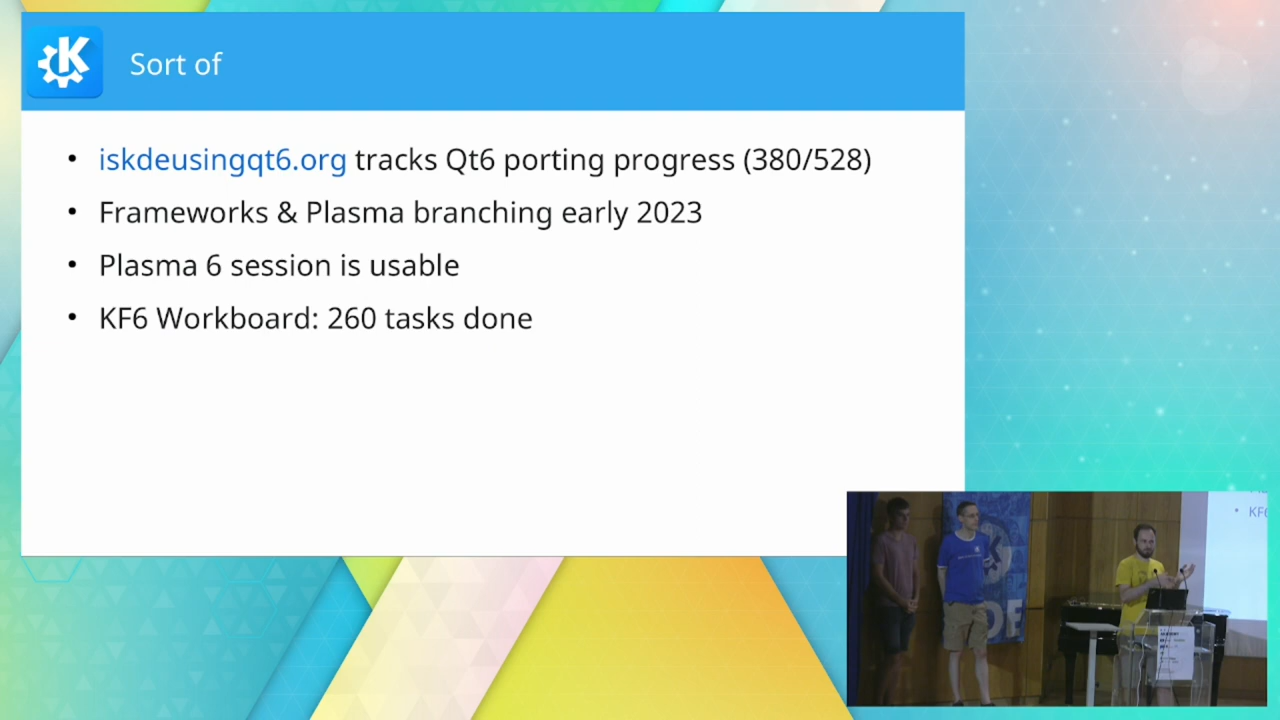 Sort of
• iskdeusingqt6.org tracks Qt6 porting progress (380/528)
• Frameworks & Plasma branching early 2023
• Plasma 6 session is usable
• KF6 Workboard: 260 tasks done
• KF6